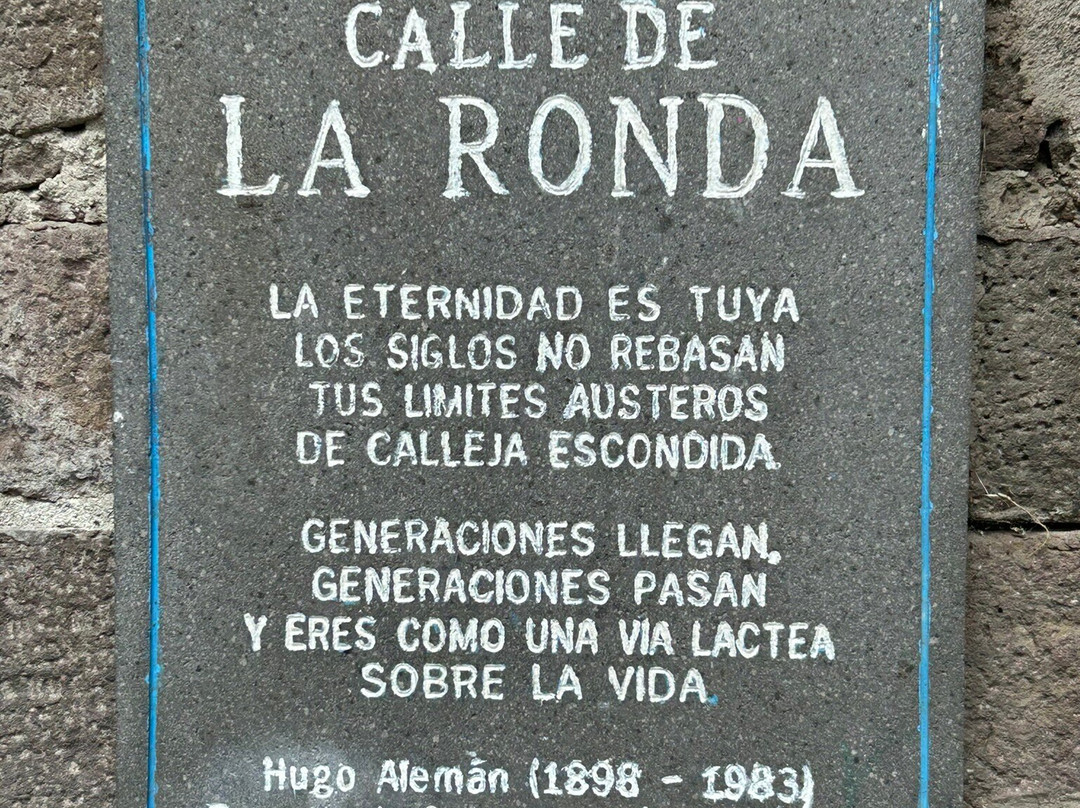 CALLE DE
LA RONDA
LA ETERNIDAD ES TUYA
LOS SIGLOS NO REBASAN
TUS LIMITES AUSTEROS
DE CALLEJA ESCONDIDA
GENERACIONES LLEGAN,
GENERACIONES PASAN
Y ERES COMO UNA VIA LACTEA
SOBRE LA VIDA
Hugo Alemán (1898 - 1983)